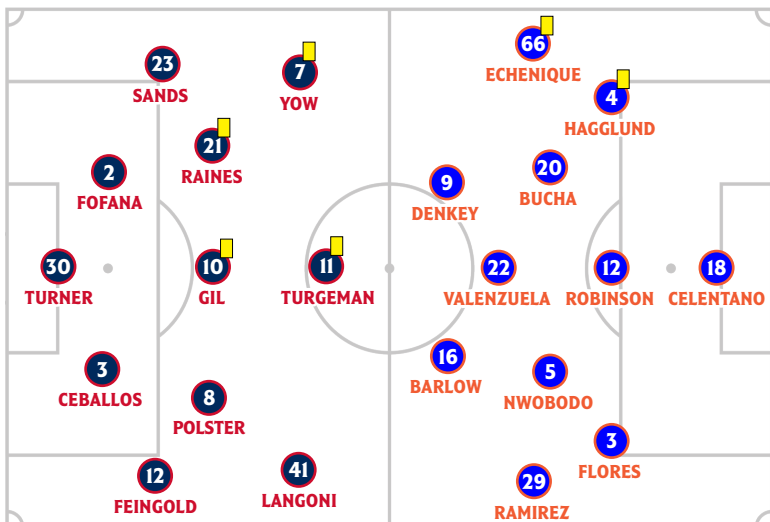 23
SANDS
7
YOW
21
RAINES
2
FOFANA
30
TURNER
10
GIL
11
TURGEMAN
3
CEBALLOS
8
POLSTER
12
FEINGOLD
41
LANGONI
66
ECHENIQUE
4
HAGGLUND
20
BUCHA
9
DENKEY
22
VALENZUELA
12
ROBINSON
18
CELENTANO
16
BARLOW
5
NWOBODO
3
FLORES
29
RAMIREZ